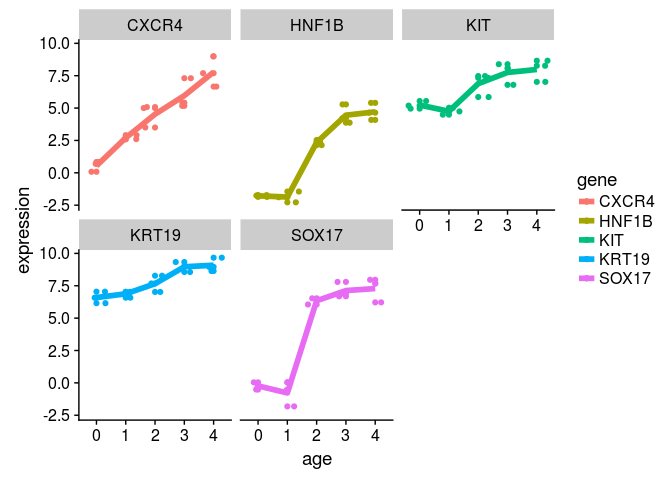 CXCR4 HNF1B KIT
10.0
7.5
5.0
2.5
0.0
-2.5
0 1 2 3 4
KRT19 SOX17
10.0
7.5
5.0
2.5
0.0
-2.5
0 1 2 3 4 0 1 2 3 4
age
expression
gene
CXCR4
HNF1B
KIT
KRT19
SOX17